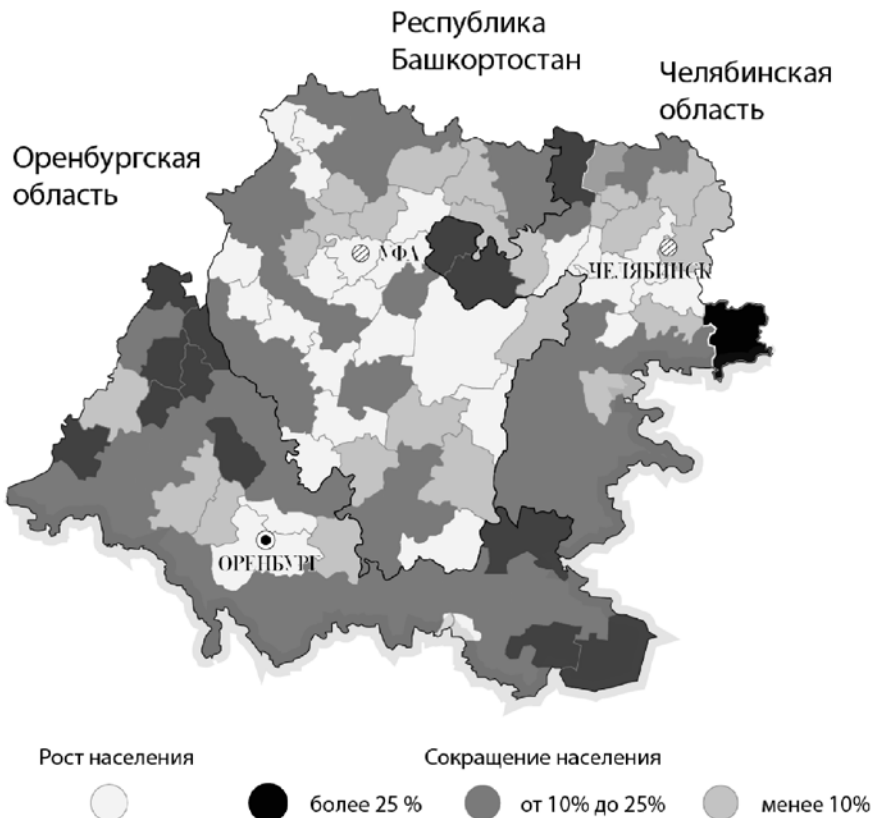 Республика
Башкортостан
Челябинская
область
Оренбургская
область
УФА
ЧЕЛЯБИНСК
ОРЕНБУРГ
Рост населения
Сокращение населения
более 25 %
от 10% до 25%
менее 10%